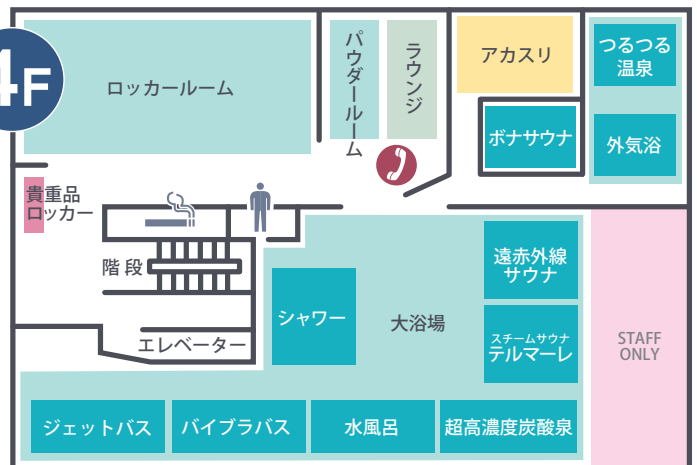 4F
ロッカールーム
パウダールーム
ラウンジ
アカスリ
つるつる
温泉
ボナサウナ
外気浴
貴重品
ロッカー
階段
エレベーター
シャワー
大浴場
遠赤外線
サウナ
スチームサウナ
テルマーレ
STAFF
ONLY
ジェットバス
バイブラバス
水風呂
超高濃度炭酸泉